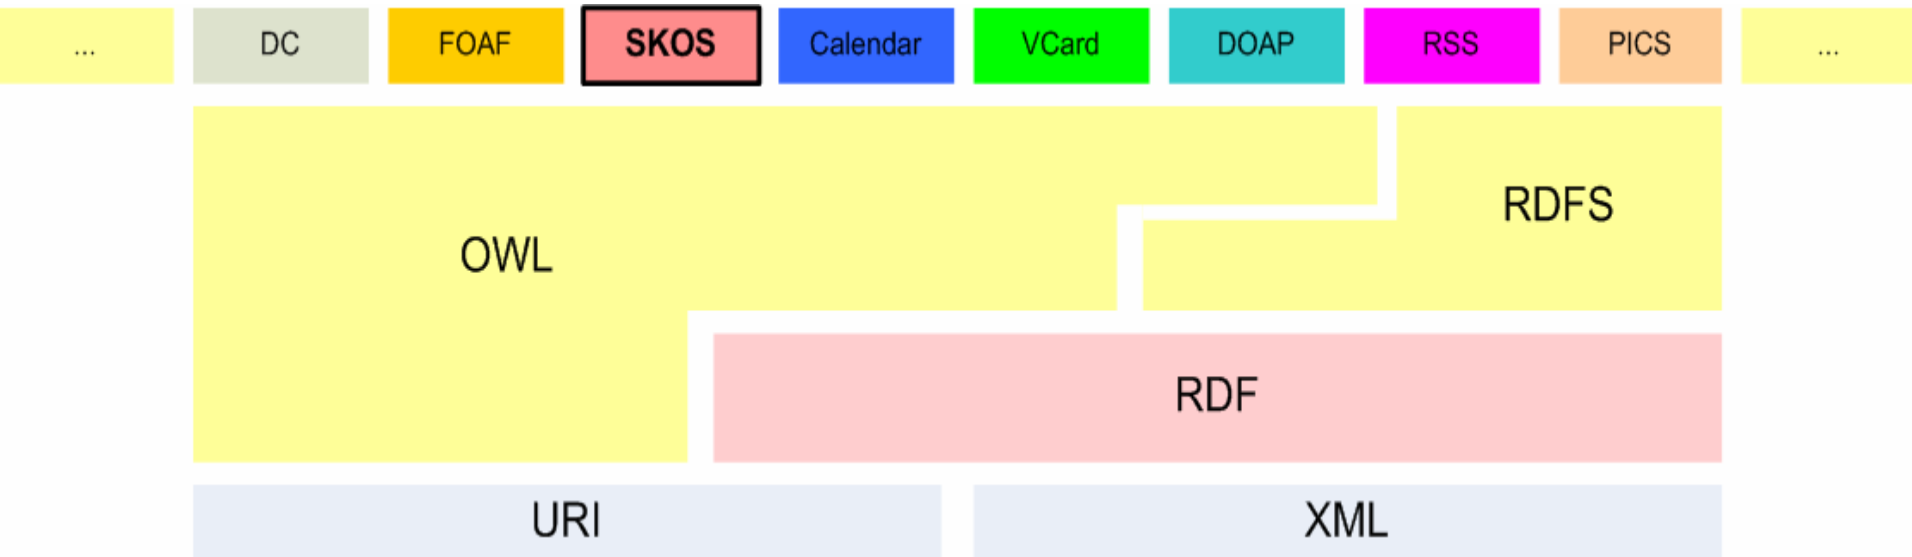 ...
DC
FOAF
SKOS
Calendar
VCard
DOAP
RSS
PICS
...
OWL
RDFS
RDF
URI
XML